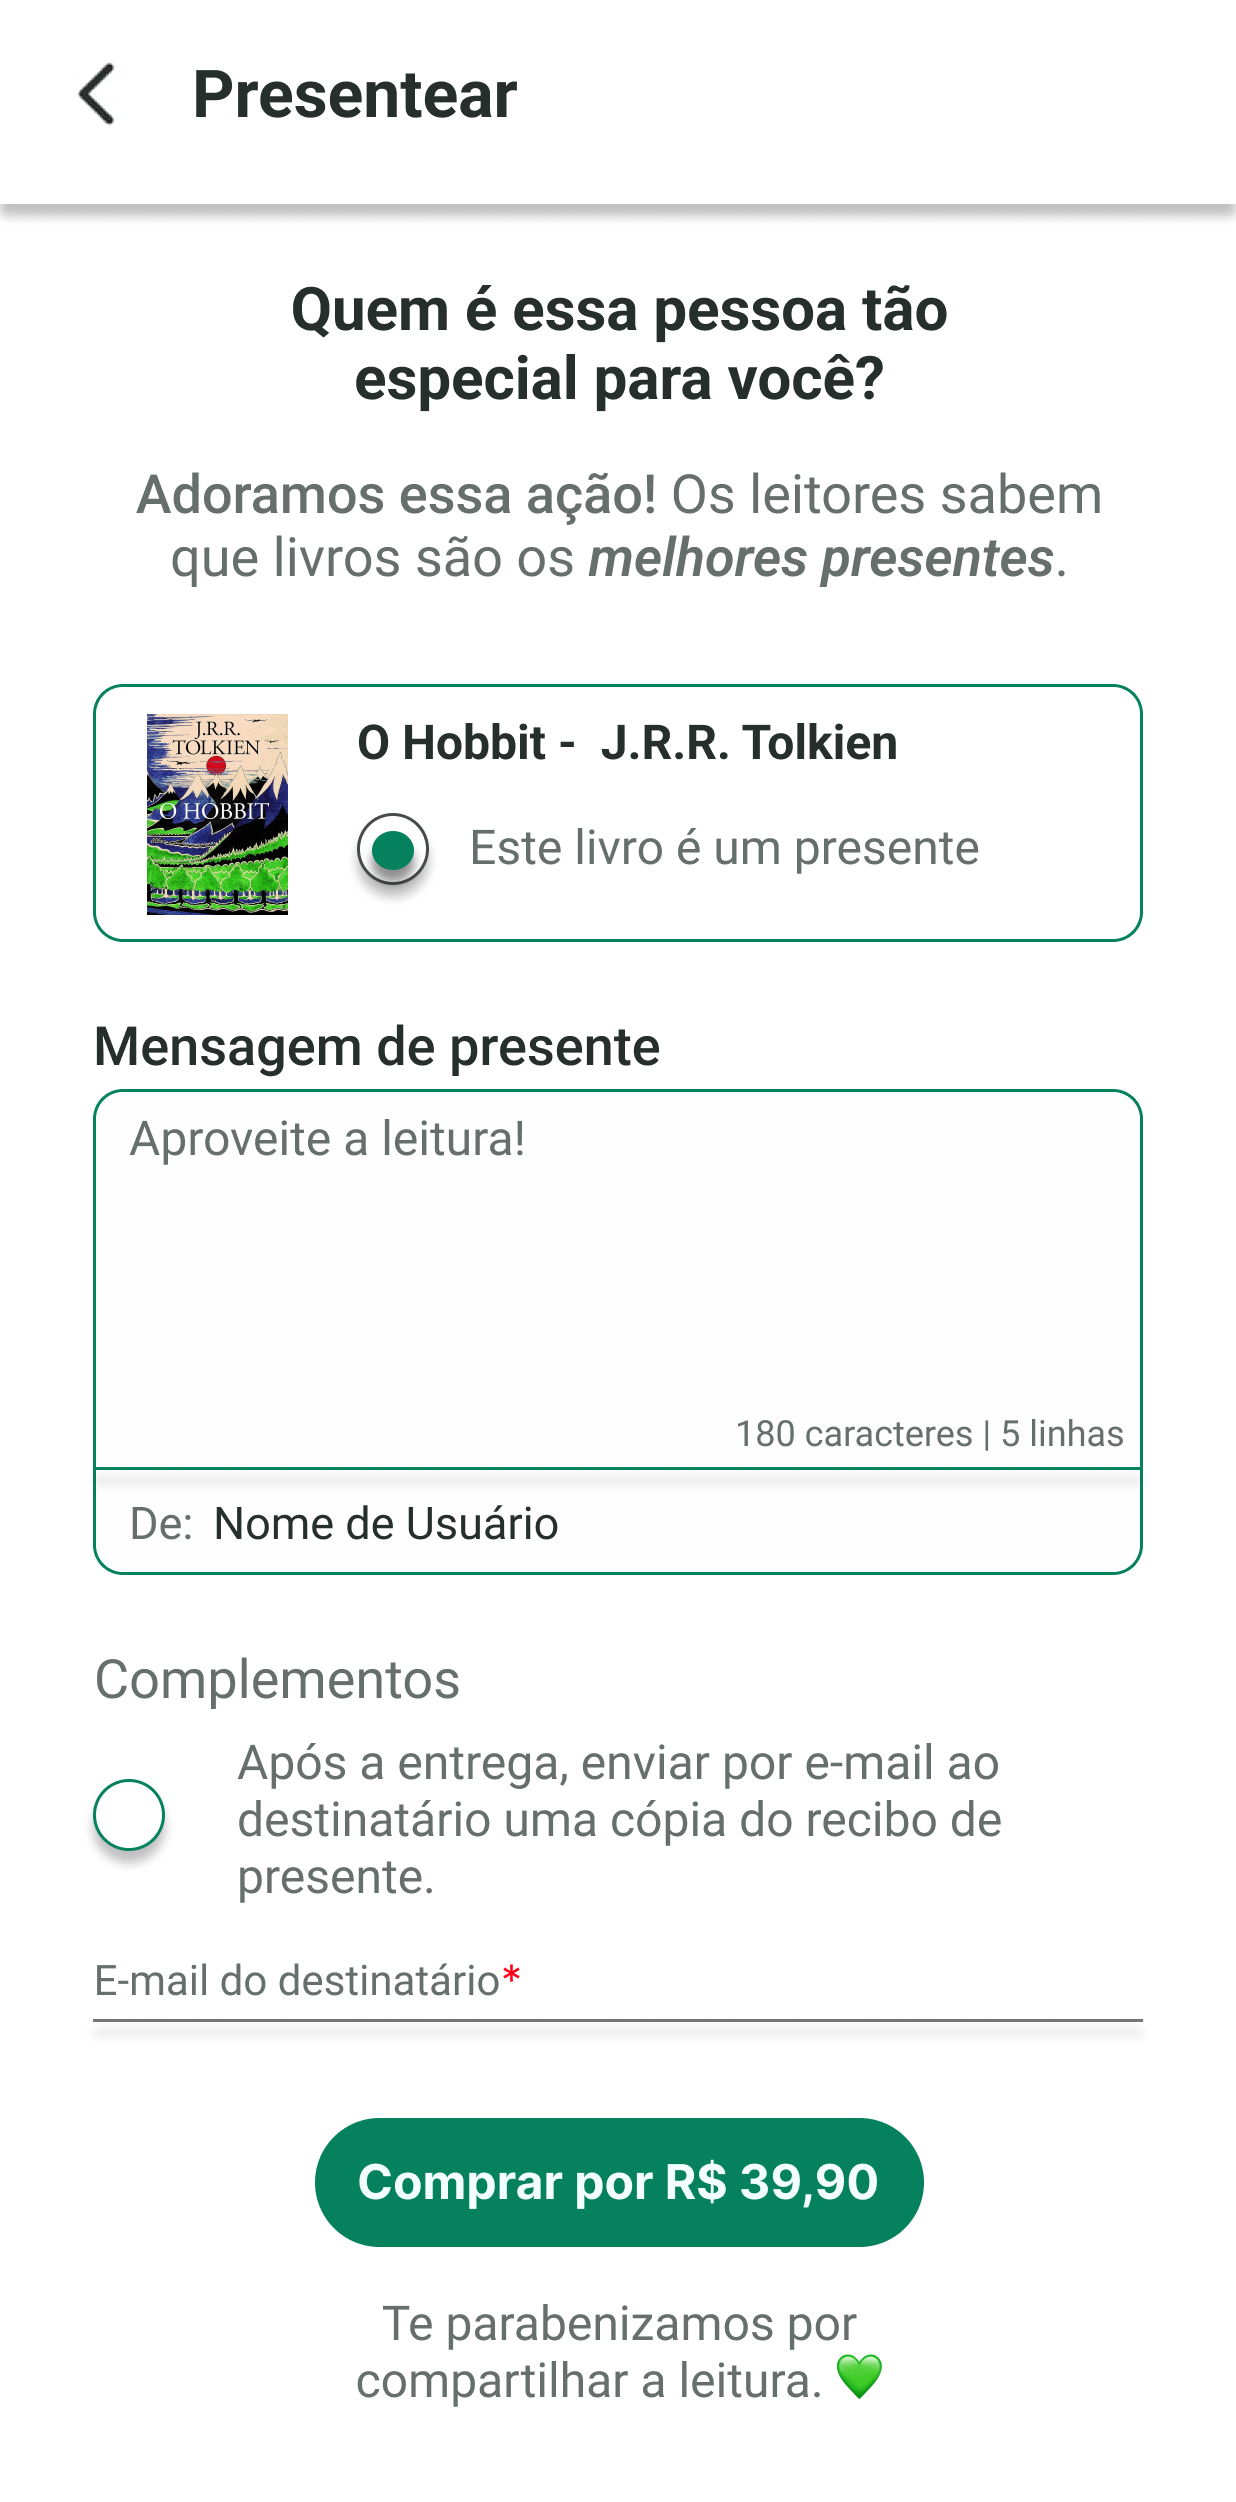 Presentear
Quem é essa pessoa tão
especial para você?
Adoramos essa ação! Os leitores sabem
que livros são os melhores presentes.
J.R.R.
TOLKIEN
O HOBBIT
O Hobbit - J.R.R. Tolkien
Este livro é um presente
Mensagem de presente
Aproveite a leitura!
180 caracteres | 5 linhas
De: Nome de Usuário
Complementos
Após a entrega, enviar por e-mail ao
destinatário uma cópia do recibo de
presente.
E-mail do destinatário*
Comprar por R$ 39,90
Te parabenizamos por
compartilhar a leitura. 💚